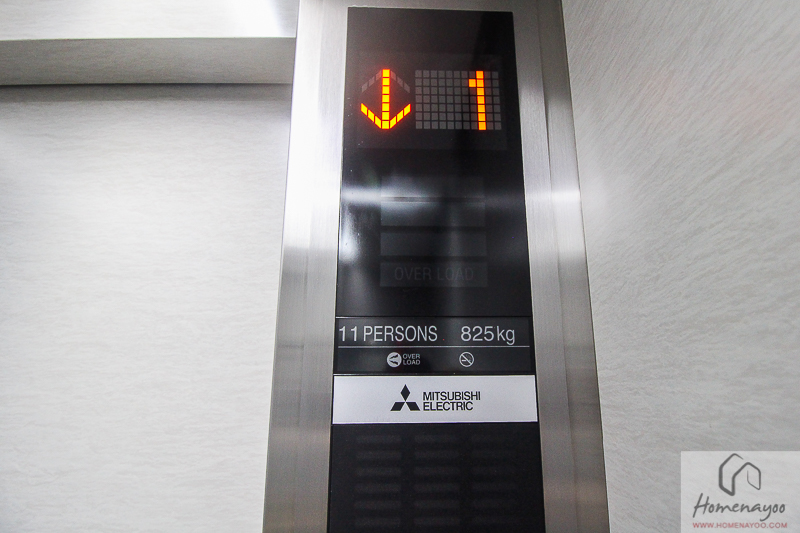 1
OVER LOAD
11 PERSONS 825kg
OVER
LOAD
MITSUBISHI
ELECTRIC
Homenayoo
WWW.HOMENAYOO.COM